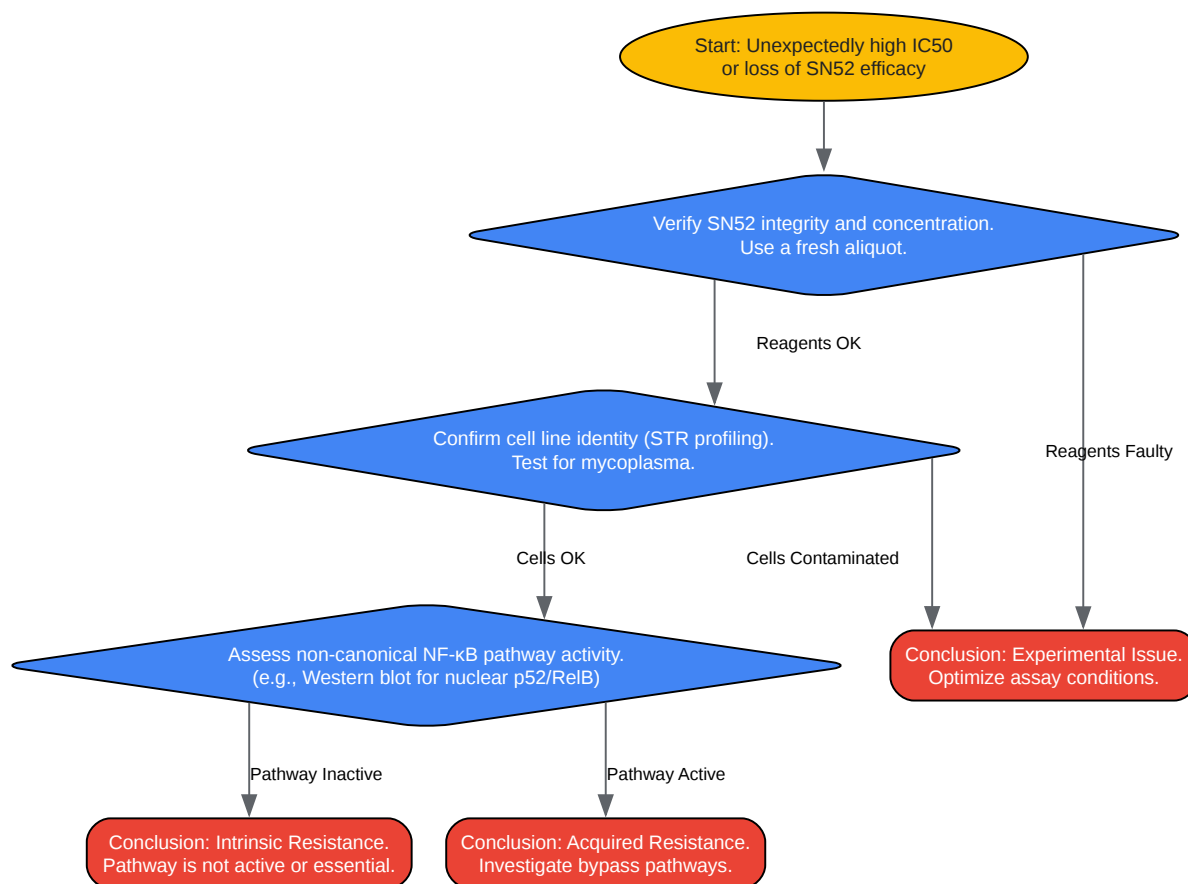 Start: Unexpectedly high IC50
or loss of SN52 efficacy
Verify SN52 integrity and concentration.
Use a fresh aliquot.
Reagents OK
Confirm cell line identity (STR profiling).
Test for mycoplasma.
Reagents Faulty
Cells OK
Cells Contaminated
Assess non-canonical NF-κB pathway activity.
(e.g., Western blot for nuclear p52/RelB)
Conclusion: Experimental Issue.
Optimize assay conditions.
Pathway Inactive
Pathway Active
Conclusion: Intrinsic Resistance.
Pathway is not active or essential.
Conclusion: Acquired Resistance.
Investigate bypass pathways.